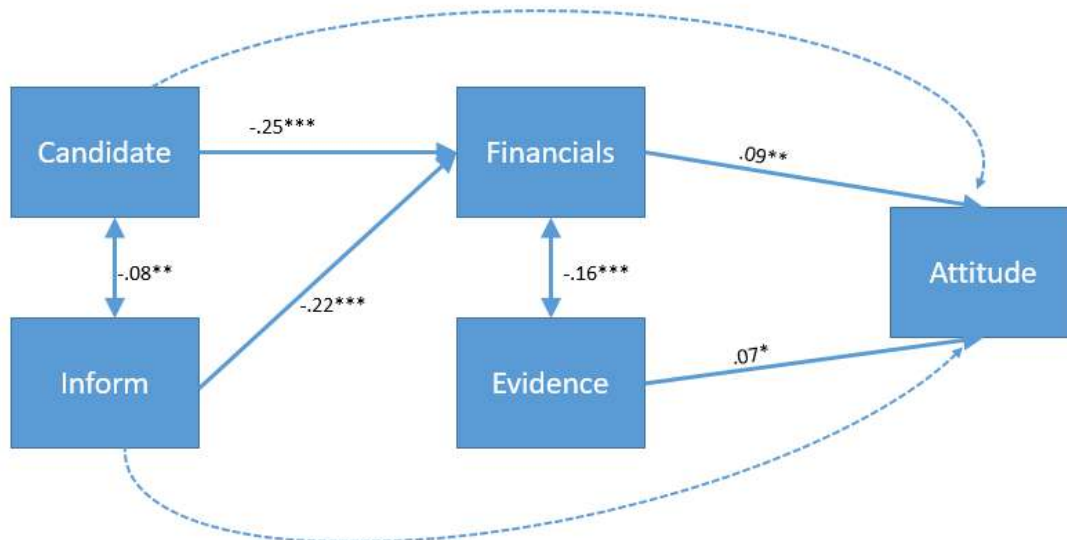 Candidate
-.25***
Financials
.09**
-.08**
-.16***
Attitude
-.22***
Inform
Evidence
.07*